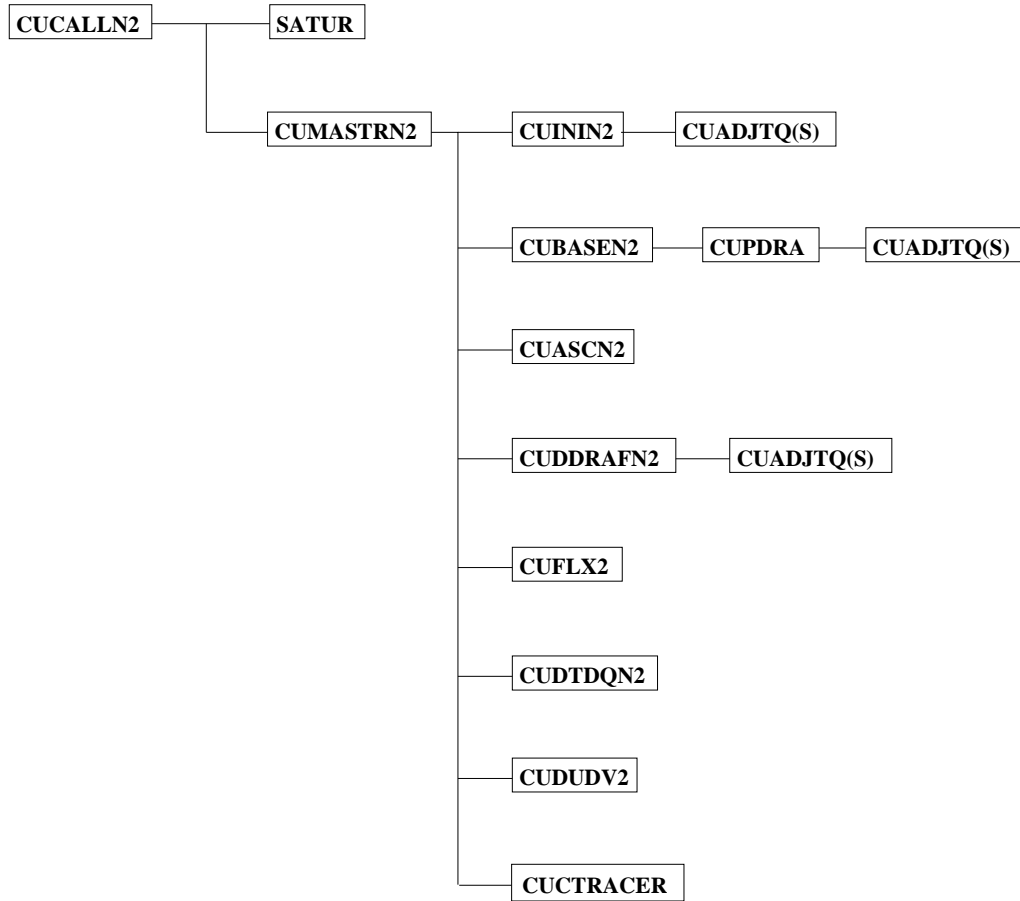 CUCALLN2 SATUR
CUMASTRN2 CUININ2 CUADJTQ(S)
CUBASEN2 CUPDRA CUADJTQ(S)
CUASCN2
CUDDRAFN2 CUADJTQ(S)
CUFLX2
CUDTDQN2
CUDUDV2
CUCTRACER